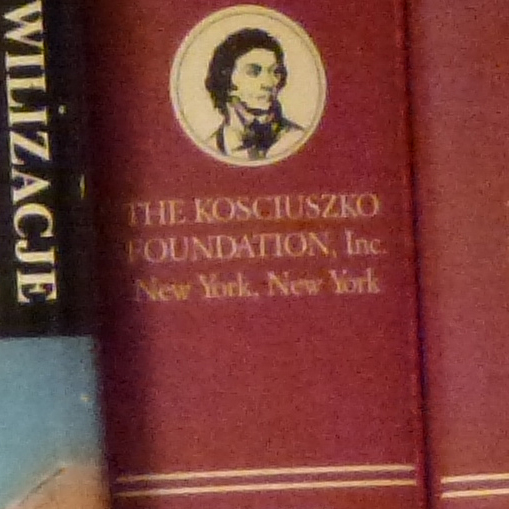 WILIZACJE
THE KOSCIUSZKO
FOUNDATION, Inc.
New York, New York